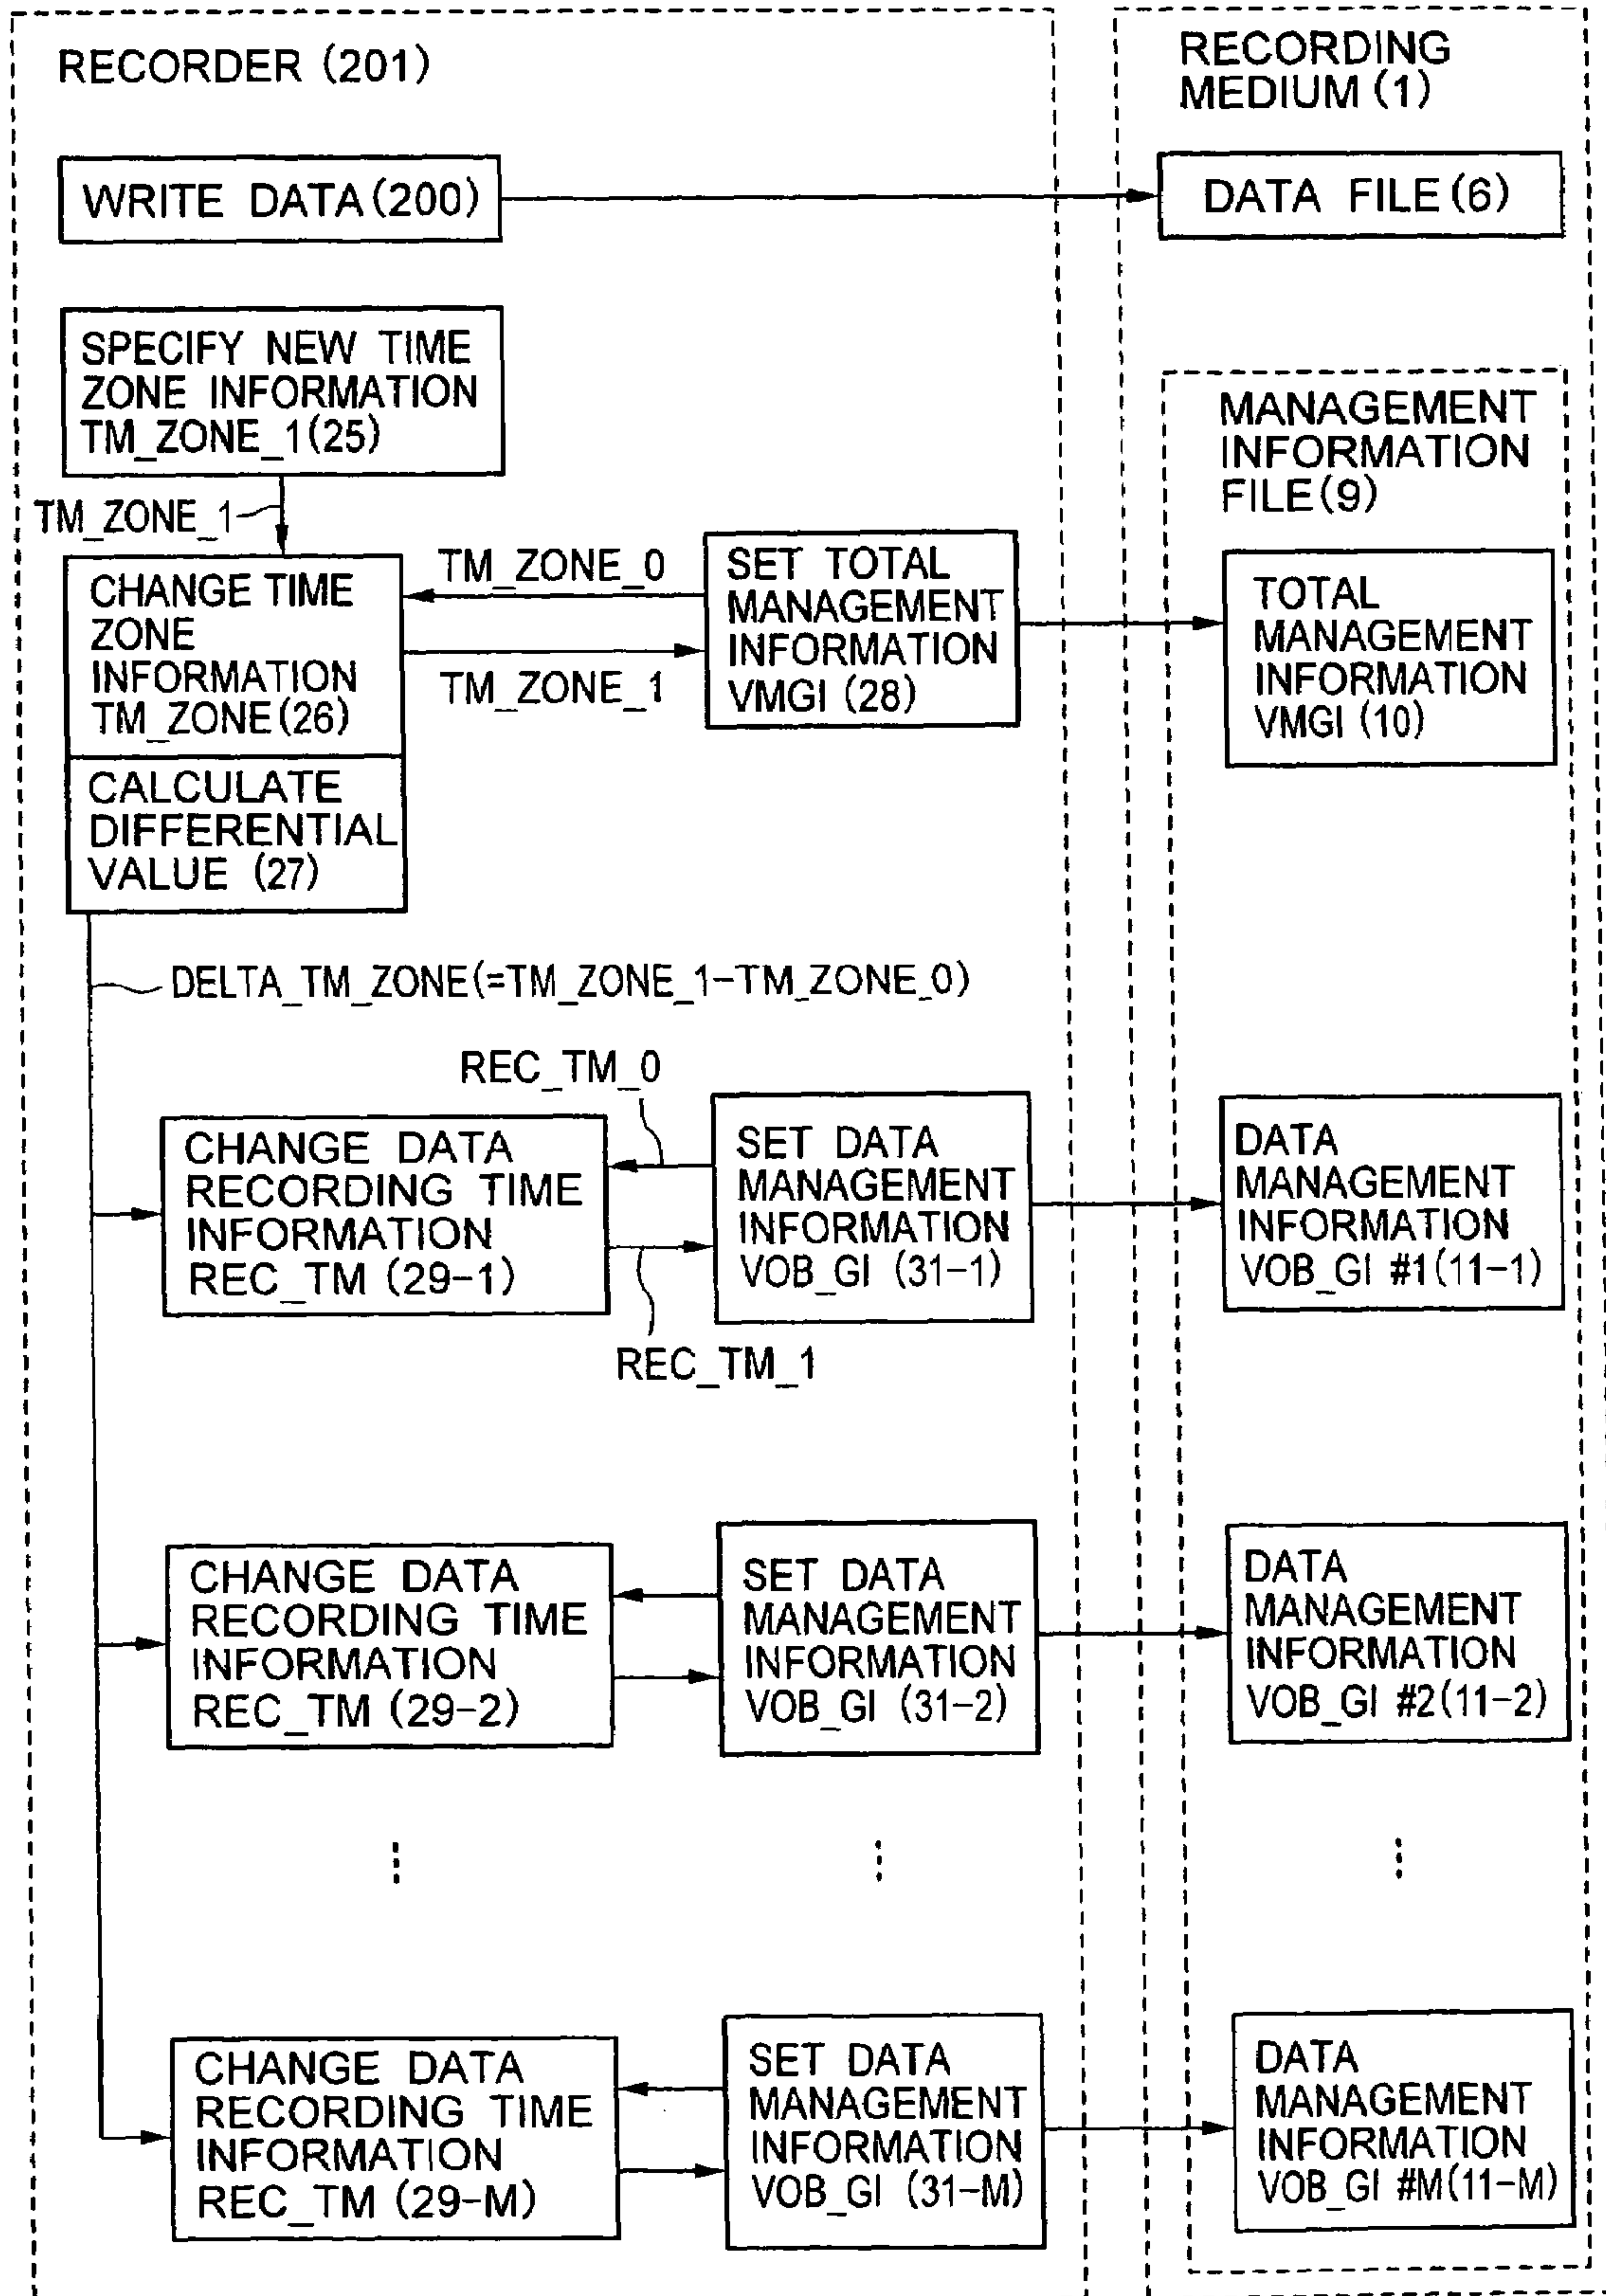 RECORDER (201)
RECORDING
MEDIUM (1)
WRITE DATA (200)
DATA FILE (6)
SPECIFY NEW TIME
ZONE INFORMATION
TM_ZONE_1(25)
MANAGEMENT
INFORMATION
FILE(9)
TM_ZONE_1
CHANGE TIME
ZONE
INFORMATION
TM_ZONE(26)
TM_ZONE_0
TM_ZONE_1
SET TOTAL
MANAGEMENT
INFORMATION
VMGI (28)
TOTAL
MANAGEMENT
INFORMATION
VMGI (10)
CALCULATE
DIFFERENTIAL
VALUE (27)
DELTA_TM_ZONE(=TM_ZONE_1-TM_ZONE_0)
REC_TM_0
CHANGE DATA
RECORDING TIME
INFORMATION
REC_TM (29-1)
SET DATA
MANAGEMENT
INFORMATION
VOB_GI (31-1)
DATA
MANAGEMENT
INFORMATION
VOB_GI #1(11-1)
REC_TM_1
CHANGE DATA
RECORDING TIME
INFORMATION
REC_TM (29-2)
SET DATA
MANAGEMENT
INFORMATION
VOB_GI (31-2)
DATA
MANAGEMENT
INFORMATION
VOB_GI #2(11-2)
CHANGE DATA
RECORDING TIME
INFORMATION
REC_TM (29-M)
SET DATA
MANAGEMENT
INFORMATION
VOB_GI (31-M)
DATA
MANAGEMENT
INFORMATION
VOB_GI #M(11-M)